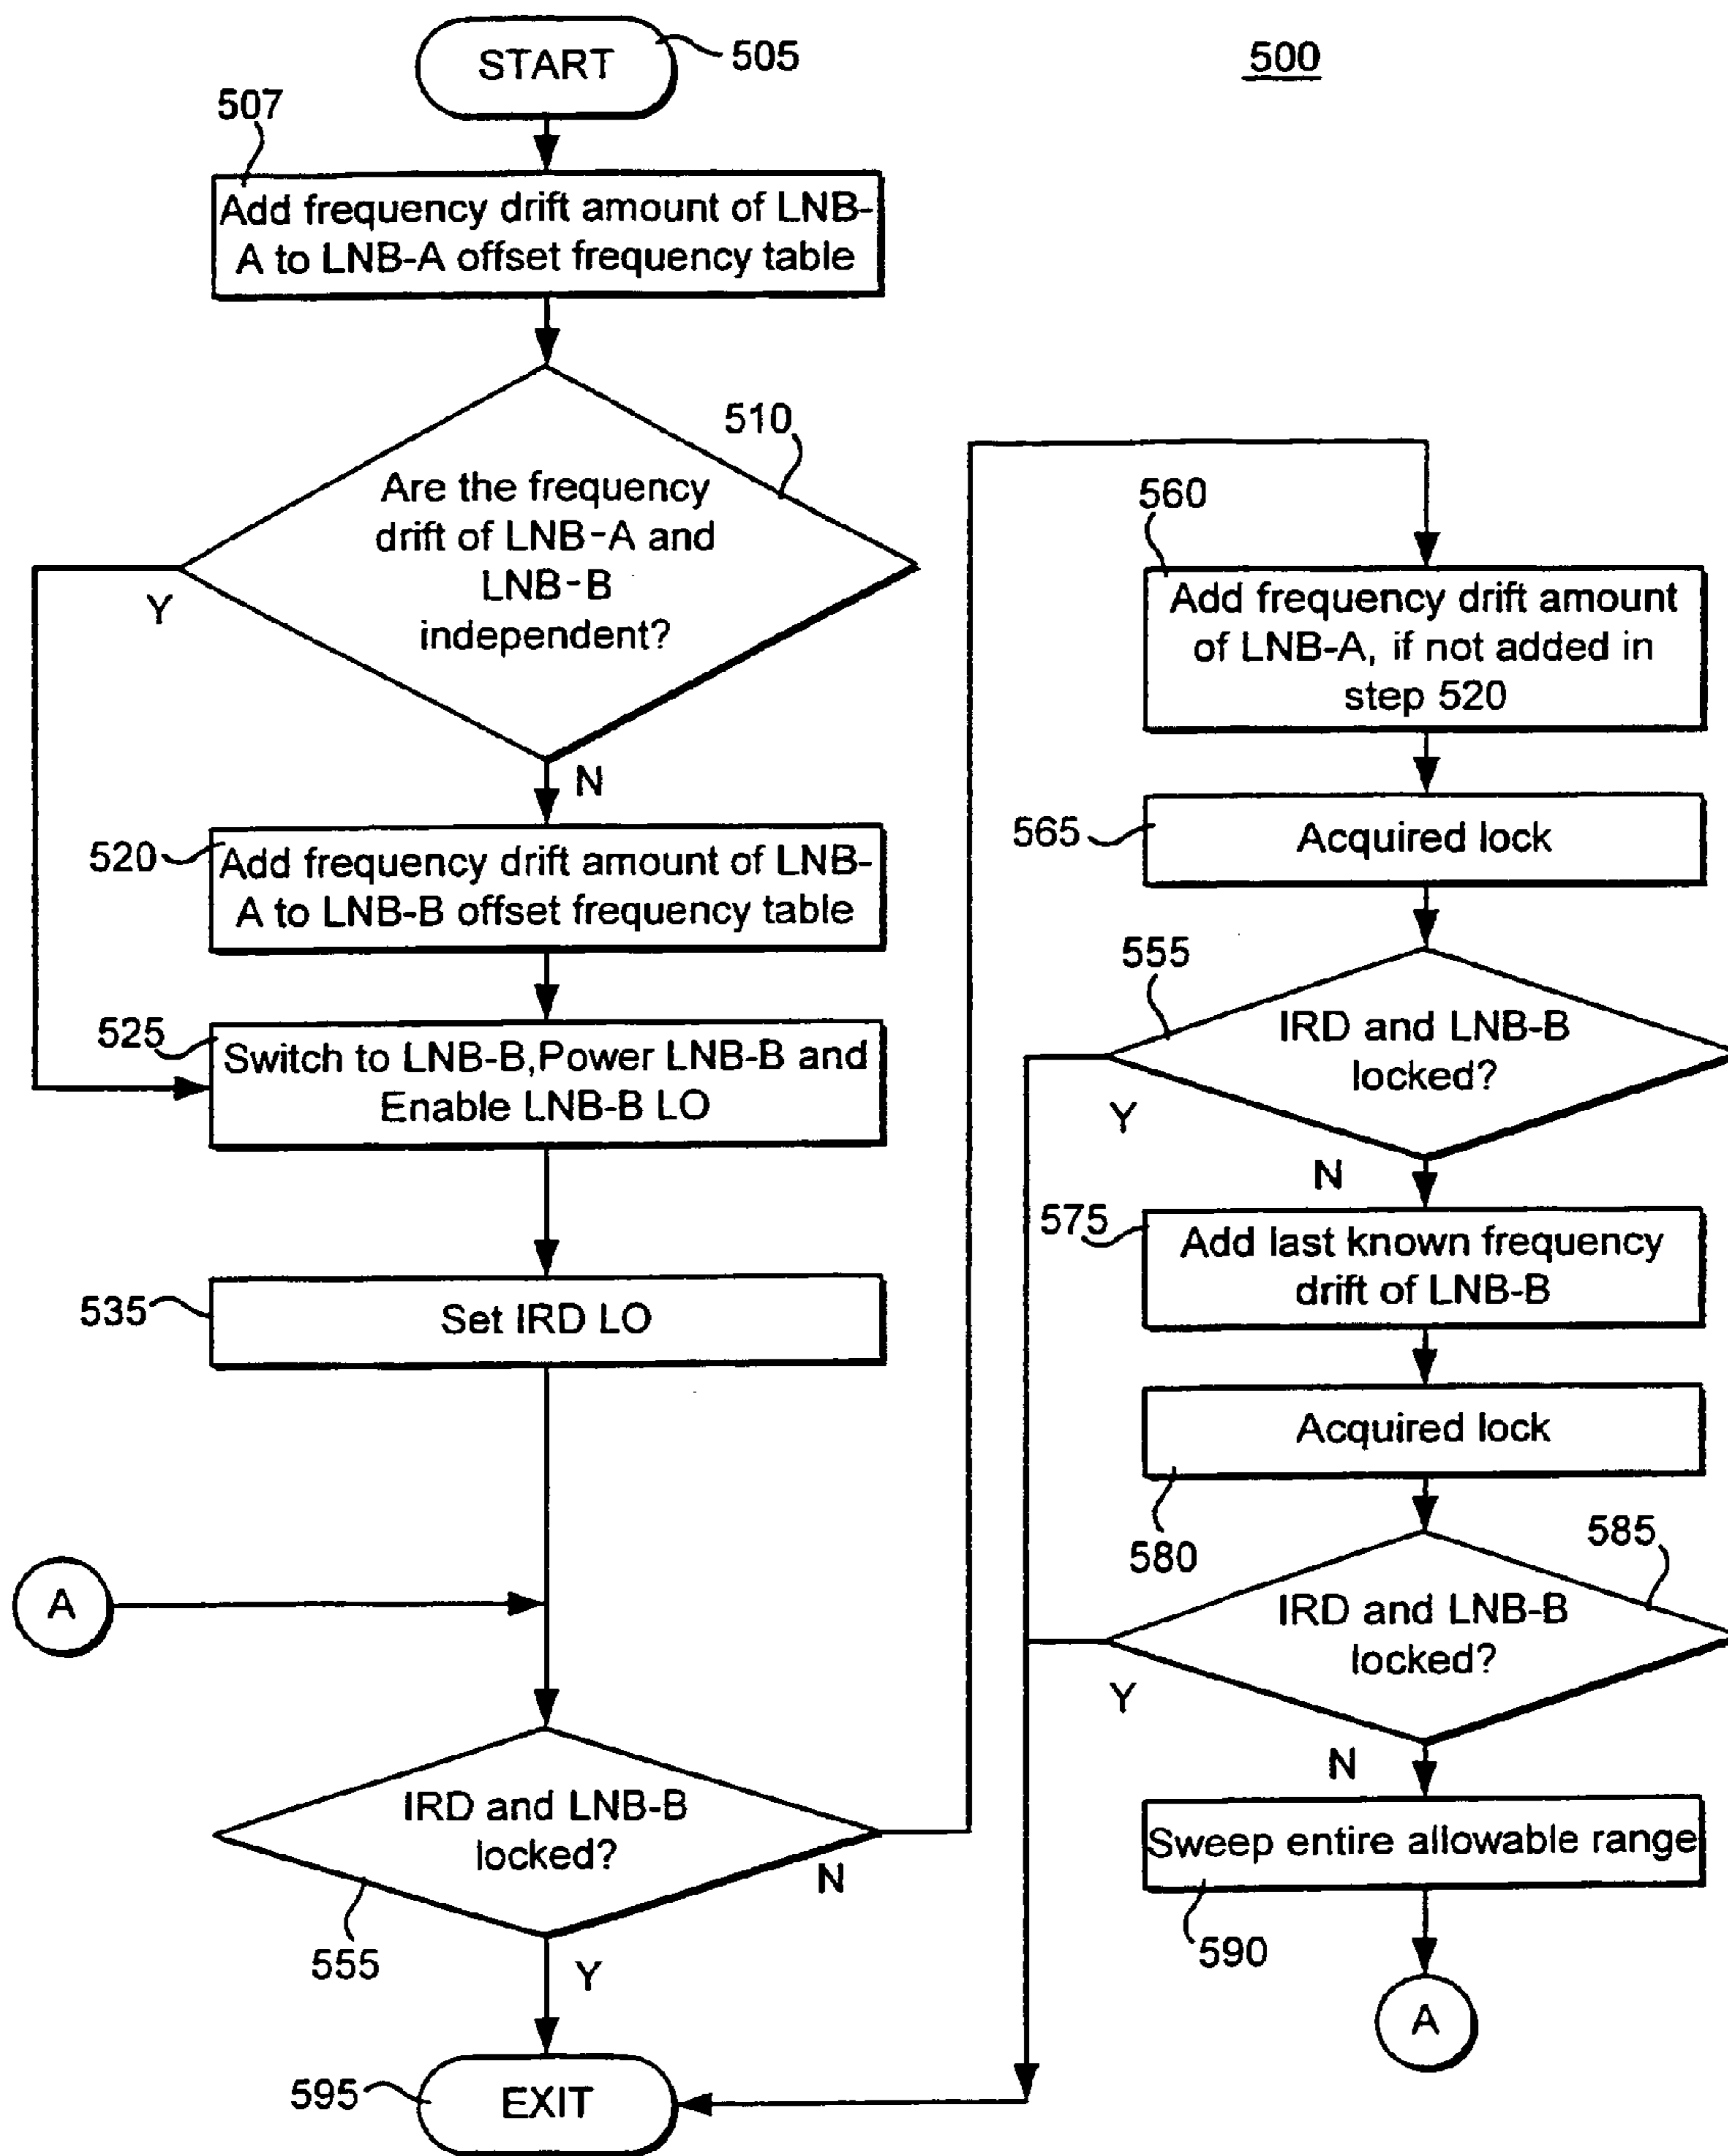 START
505
500
507
Add frequency drift amount of LNB-
A to LNB-A offset frequency table
510
Are the frequency
drift of LNB-A and
LNB-B
independent?
Y
N
520
Add frequency drift amount of LNB-
A to LNB-B offset frequency table
525
Switch to LNB-B,Power LNB-B and
Enable LNB-B LO
535
Set IRD LO
A
IRD and LNB-B
locked?
N
555
Y
595
EXIT
560
Add frequency drift amount
of LNB-A, if not added in
step 520
565
Acquired lock
555
IRD and LNB-B
locked?
Y
N
575
Add last known frequency
drift of LNB-B
Acquired lock
580
585
IRD and LNB-B
locked?
Y
N
Sweep entire allowable range
590
A